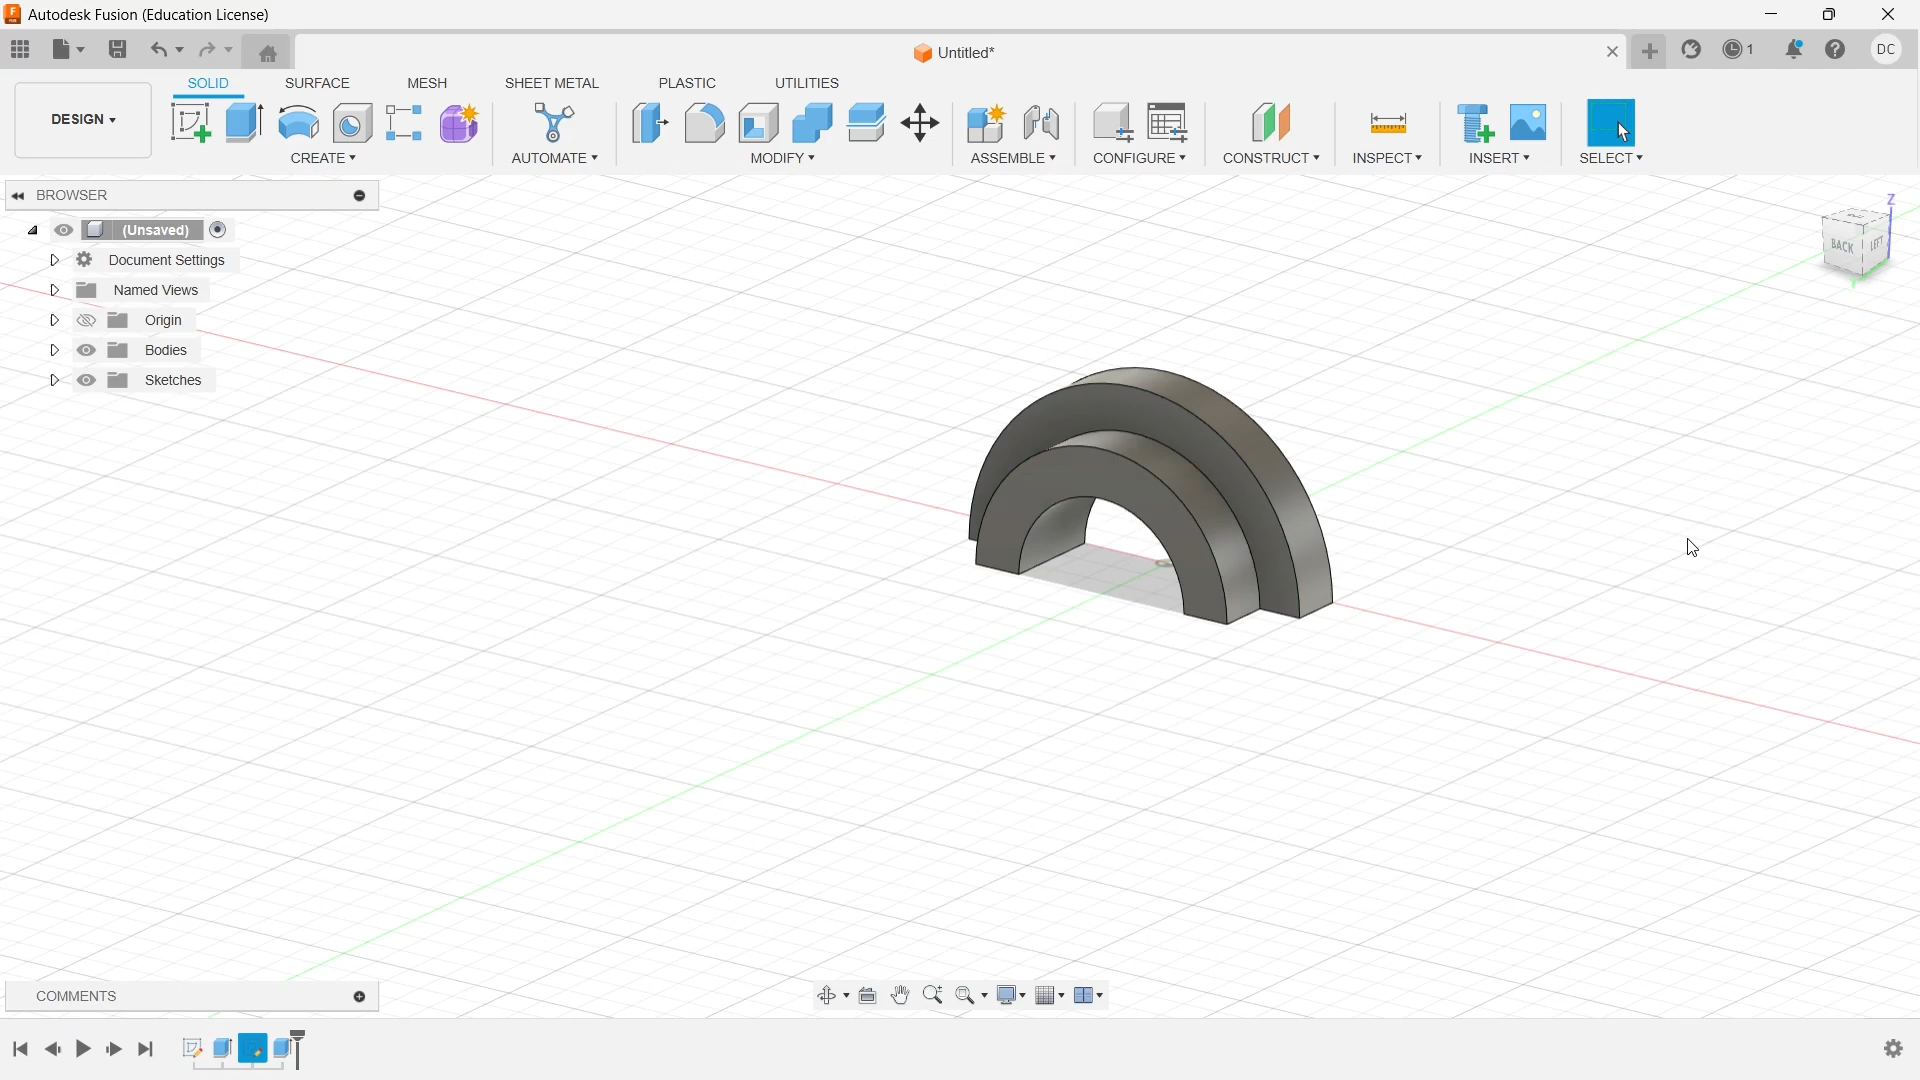 Autodesk Fusion (Education License)
Untitled*
1
DC
SOLID SURFACE MESH SHEET METAL PLASTIC UTILITIES
DESIGN
CREATE AUTOMATE MODIFY ASSEMBLE CONFIGURE CONSTRUCT INSPECT INSERT SELECT
BROWSER
(Unsaved)
Document Settings
Named Views
Origin
Bodies
Sketches
Z
BACK LEFT
Y
COMMENTS